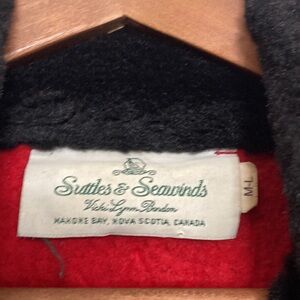 Suttles & Seawinds
Vicki Lynn Bardon
MAHONE BAY, NOVA SCOTIA, CANADA
M-L